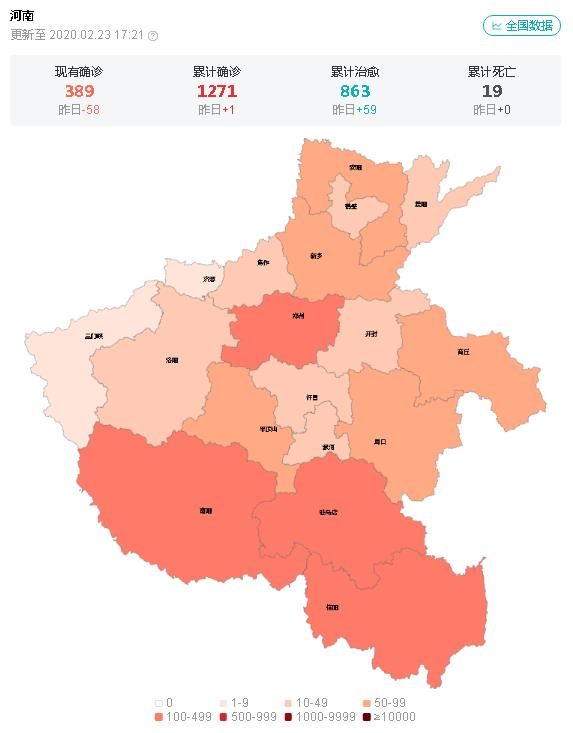 河南
更新至 2020.02.23 17:21
全国数据
现有确诊 累计确诊 累计治愈 累计死亡
389 1271 863 19
昨日-58 昨日+1 昨日+59 昨日+0
安阳
鹤壁
濮阳
新乡
焦作
济源
郑州
三门峡
开封
洛阳
商丘
许昌
平顶山
周口
漯河
南阳
驻马店
信阳
0 1-9 10-49 50-99
100-499 500-999 1000-9999 ≥10000